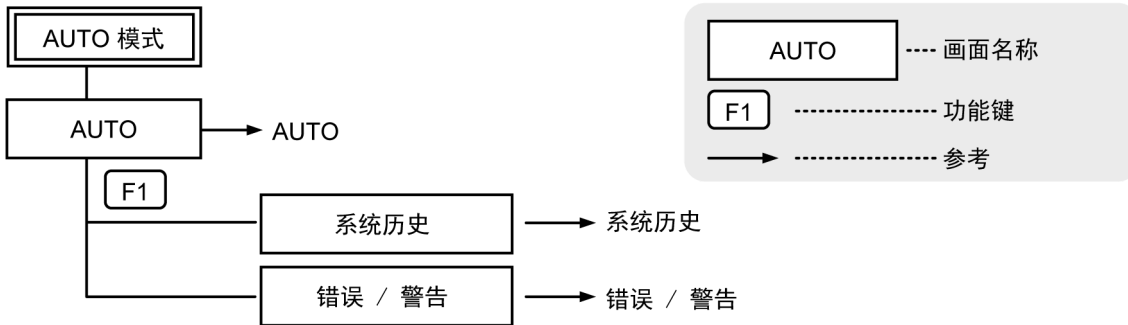 AUTO 模式
AUTO
AUTO
F1
系统历史
系统历史
错误 / 警告
错误 / 警告
AUTO
画面名称
F1
功能键
参考